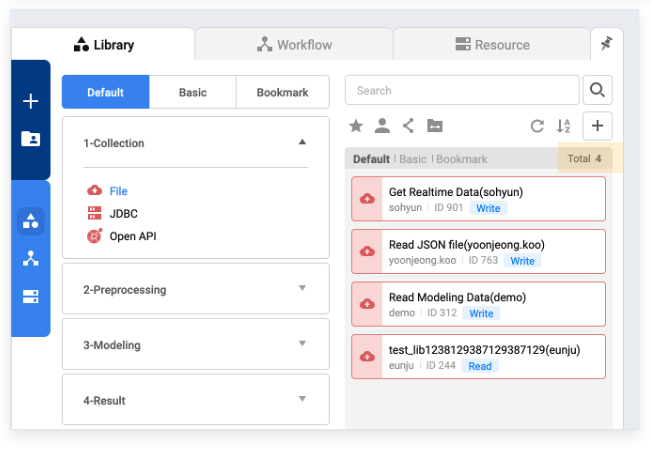 Library
Workflow
Resource
Default
Basic
Bookmark
1-Collection
File
JDBC
Open API
2-Preprocessing
3-Modeling
4-Result
Search
Default | Basic | Bookmark
Total 4
Get Realtime Data(sohyun)
sohyun | ID 901 Write
Read JSON file(yoonjeong.koo)
yoonjeong.koo | ID 763 Write
Read Modeling Data(demo)
demo | ID 312 Write
test_lib1238129387129387129(eunju)
eunju | ID 244 Read